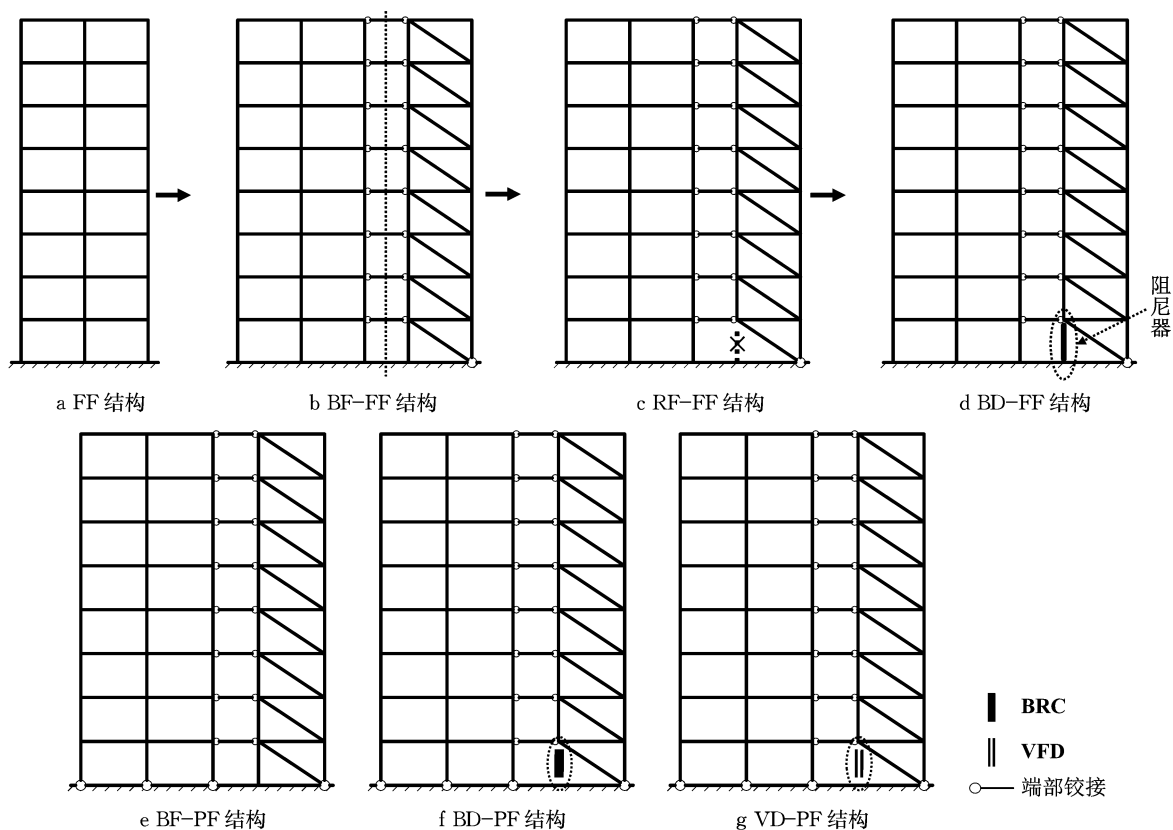 a FF 结构
b BF-FF 结构
c RF-FF 结构
d BD-FF 结构
阻尼器
e BF-PF 结构
f BD-PF 结构
g VD-PF 结构
BRC
VFD
端部铰接